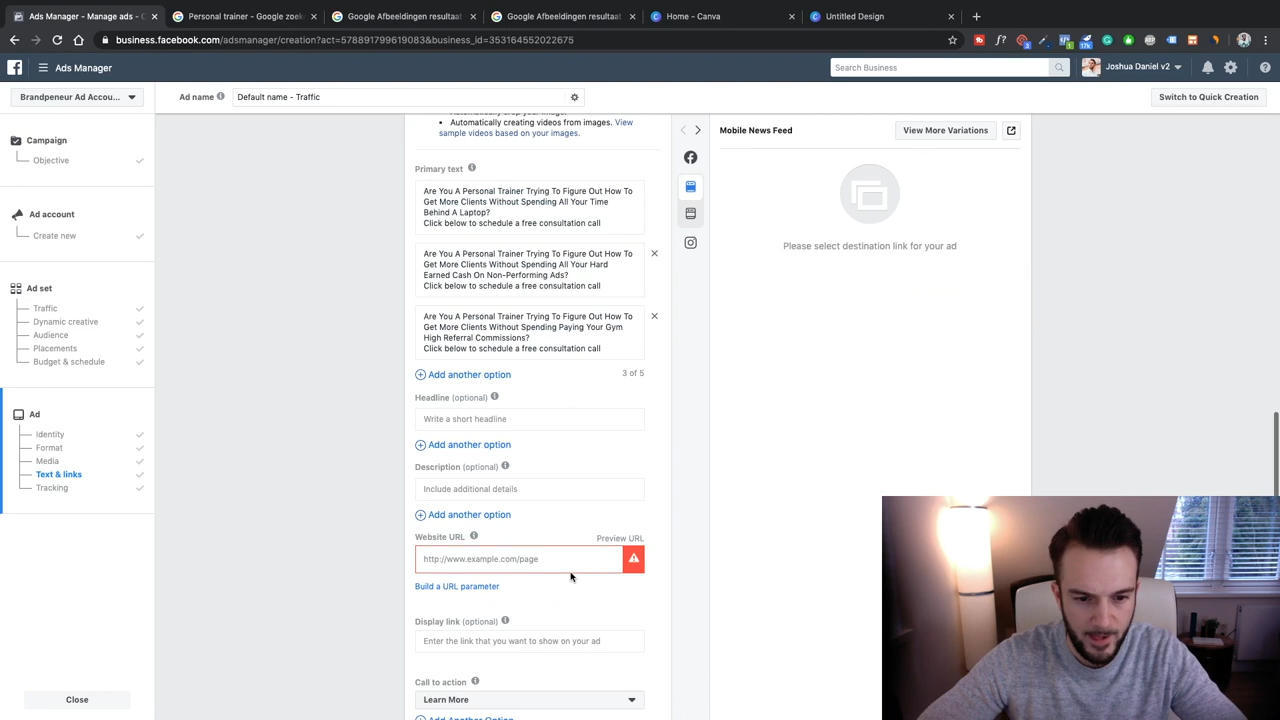 Ads Manager - Manage ads - C
Personal trainer - Google zoek
Google Afbeeldingen resultaat
Google Afbeeldingen resultaat
Home - Canva
Untitled Design
business.facebook.com/adsmanager/creation?act=578891799619083&business_id=353164552022675
Ads Manager
Search Business
Joshua Daniel v2
Brandpeneur Ad Accou...
Ad name
Default name - Traffic
Switch to Quick Creation
Campaign
Objective
Ad account
Create new
Ad set
Traffic
Dynamic creative
Audience
Placements
Budget & schedule
Ad
Identity
Format
Media
Text & links
Tracking
Close
• Automatically creating videos from images. View
sample videos based on your images.
Primary text
Are You A Personal Trainer Trying To Figure Out How To
Get More Clients Without Spending All Your Time
Behind A Laptop?
Click below to schedule a free consultation call
Are You A Personal Trainer Trying To Figure Out How To
Get More Clients Without Spending All Your Hard
Earned Cash On Non-Performing Ads?
Click below to schedule a free consultation call
Are You A Personal Trainer Trying To Figure Out How To
Get More Clients Without Spending Paying Your Gym
High Referral Commissions?
Click below to schedule a free consultation call
Add another option
3 of 5
Headline (optional)
Write a short headline
Add another option
Description (optional)
Include additional details
Add another option
Website URL
Preview URL
http://www.example.com/page
Build a URL parameter
Display link (optional)
Enter the link that you want to show on your ad
Call to action
Learn More
Add Another Option
Mobile News Feed
View More Variations
Please select destination link for your ad